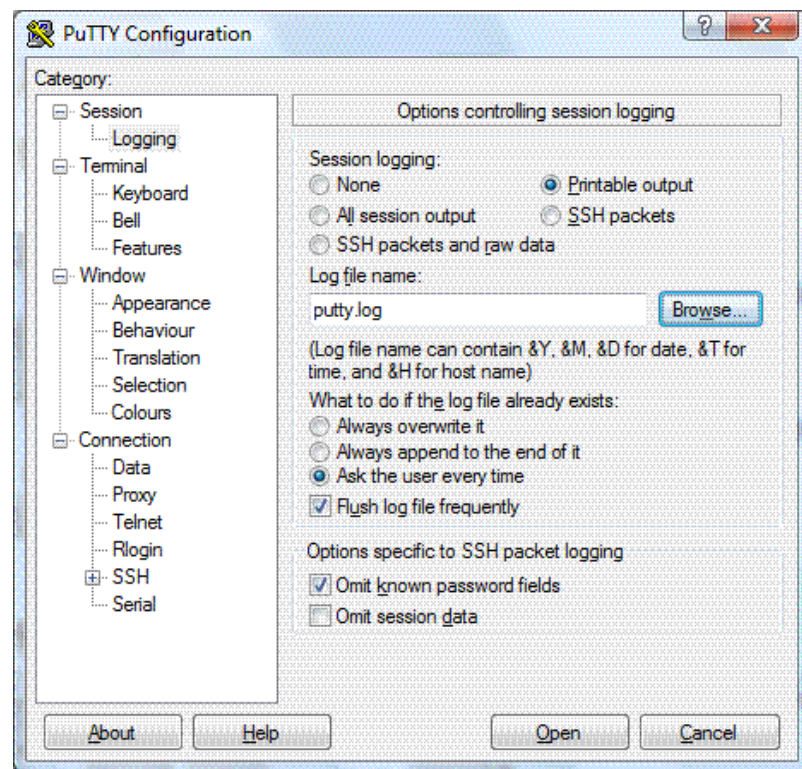 PuTTY Configuration
Category:
Session
Logging
Terminal
Keyboard
Bell
Features
Window
Appearance
Behaviour
Translation
Selection
Colours
Connection
Data
Proxy
Telnet
Rlogin
SSH
Serial
Options controlling session logging
Session logging:
None
Printable output
All session output
SSH packets
SSH packets and raw data
Log file name:
putty.log
Browse...
(Log file name can contain &Y, &M, &D for date, &T for
time, and &H for host name)
What to do if the log file already exists:
Always overwrite it
Always append to the end of it
Ask the user every time
Flush log file frequently
Options specific to SSH packet logging
Omit known password fields
Omit session data
About
Help
Open
Cancel